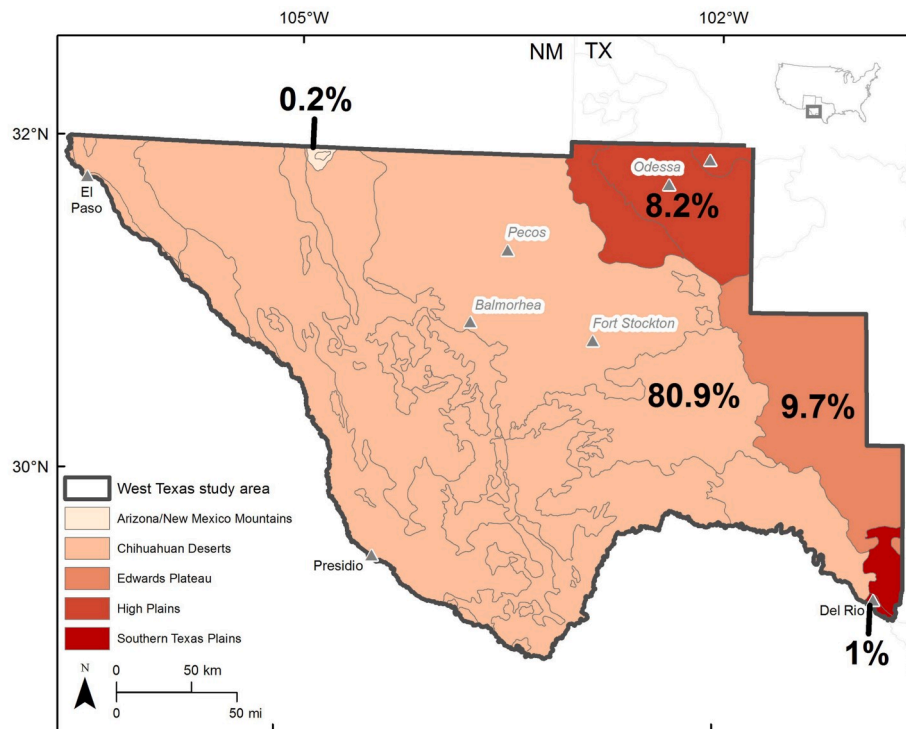 105°W
102°W
NM
TX
0.2%
32°N
El
Paso
Odessa
8.2%
Pecos
Balmorhea
Fort Stockton
80.9%
9.7%
30°N
West Texas study area
Arizona/New Mexico Mountains
Chihuahuan Deserts
Edwards Plateau
High Plains
Southern Texas Plains
Presidio
Del Rio
1%
N
0
50 km
0
50 mi